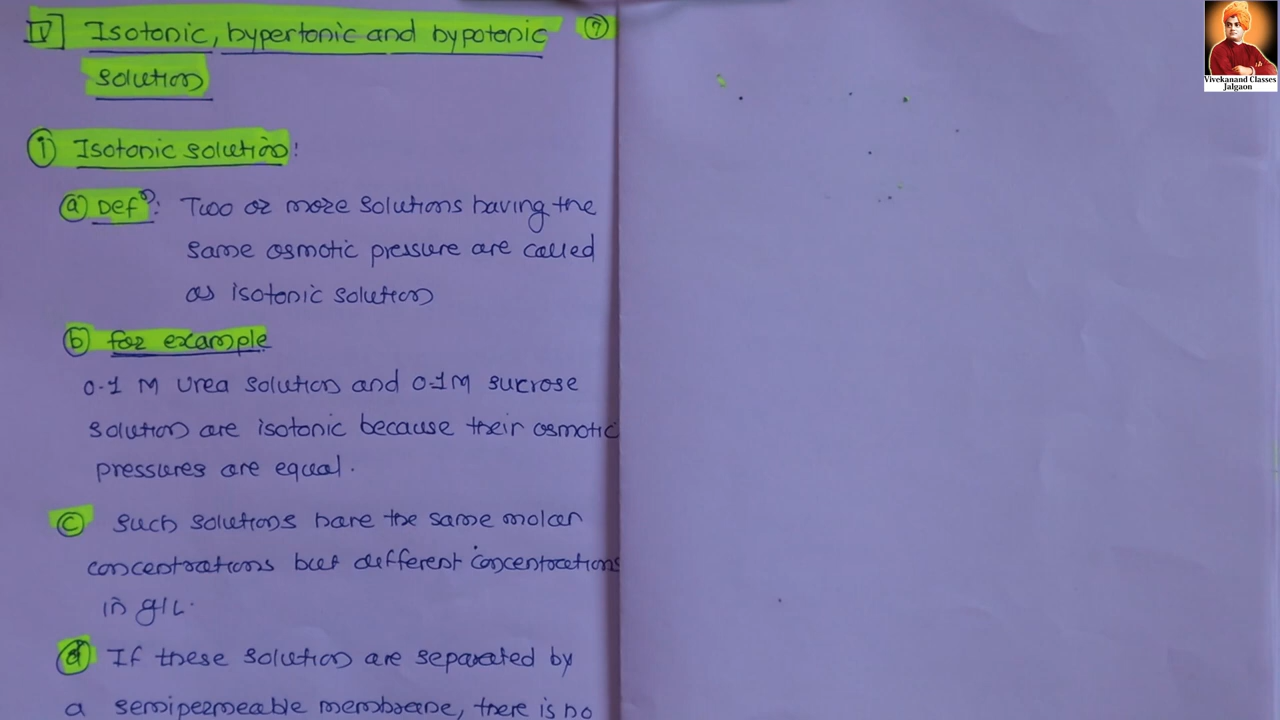 IV] Isotonic, hypertonic and hypotonic ⑦
solution
① Isotonic solution:
ⓐ Defⁿ: Two or more solutions having the
same osmotic pressure are called
as isotonic solution
ⓑ for example
0.1 M urea solution and 0.1M sucrose
solution are isotonic because their osmotic
pressures are equal.
ⓒ such solutions have the same molar
concentrations but different concentrations
in g/L.
ⓓ If these solution are separated by
a semipermeable membrane, there is no
Vivekanand Classes
Jalgaon